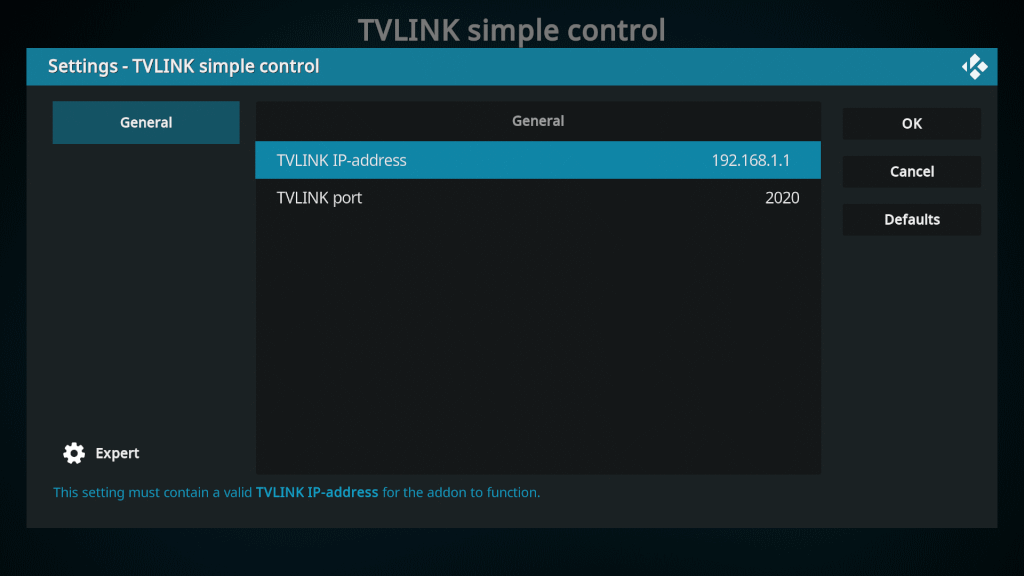 TVLINK simple control
Settings - TVLINK simple control
General
General
OK
TVLINK IP-address 192.168.1.1
Cancel
TVLINK port 2020
Defaults
Expert
This setting must contain a valid TVLINK IP-address for the addon to function.